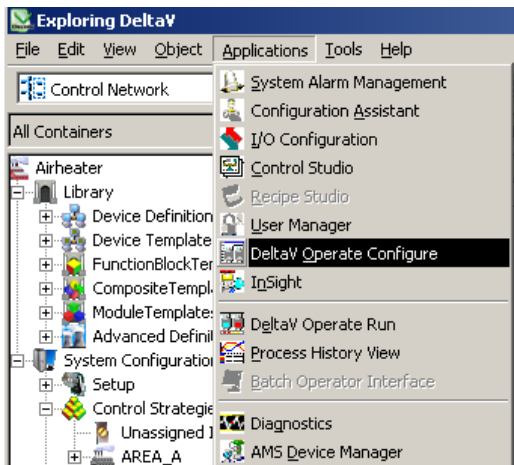 Exploring DeltaV
File Edit View Object Applications Tools Help
Control Network
All Containers
Airheater
Library
Device Definition
Device Template
FunctionBlockTer
CompositeTempl
ModuleTemplate:
Advanced Defini
System Configuration
Setup
Control Strategie
Unassigned I
AREA_A
System Alarm Management
Configuration Assistant
I/O Configuration
Control Studio
Recipe Studio
User Manager
DeltaV Operate Configure
InSight
DeltaV Operate Run
Process History View
Batch Operator Interface
Diagnostics
AMS Device Manager